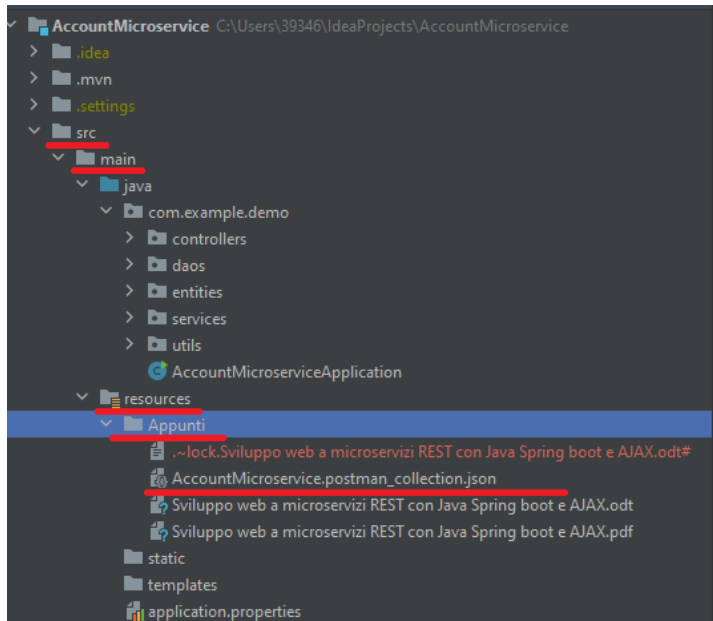 AccountMicroservice C:\Users\39346\IdeaProjects\AccountMicroservice
.idea
.mvn
.settings
src
main
java
com.example.demo
controllers
daos
entities
services
utils
AccountMicroserviceApplication
resources
Appunti
.~lock.Sviluppo web a microservizi REST con Java Spring boot e AJAX.odt#
AccountMicroservice.postman_collection.json
Sviluppo web a microservizi REST con Java Spring boot e AJAX.odt
Sviluppo web a microservizi REST con Java Spring boot e AJAX.pdf
static
templates
application.properties